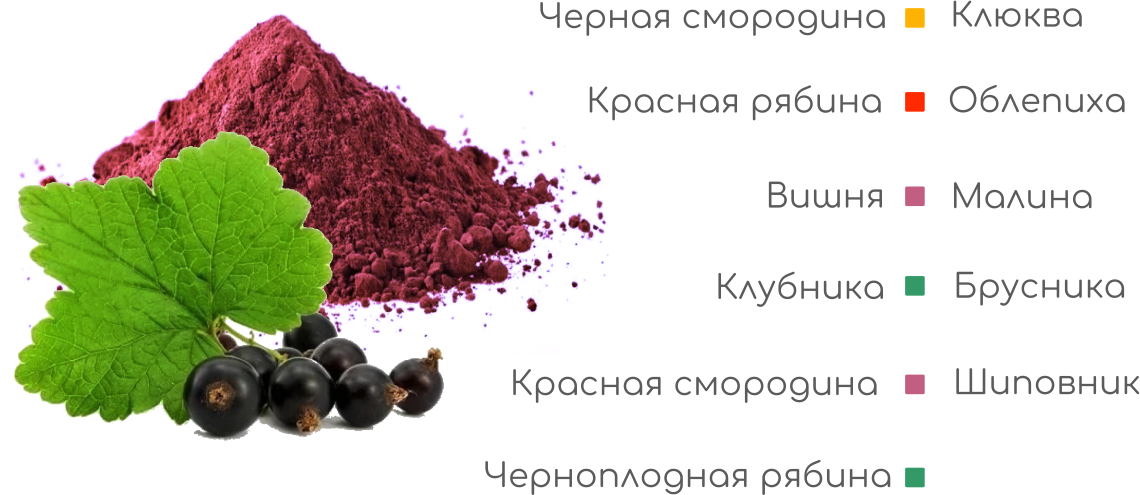 Черная смородина Клюква
Красная рябина Облепиха
Вишня Малина
Клубника Брусника
Красная смородина Шиповник
Черноплодная рябина